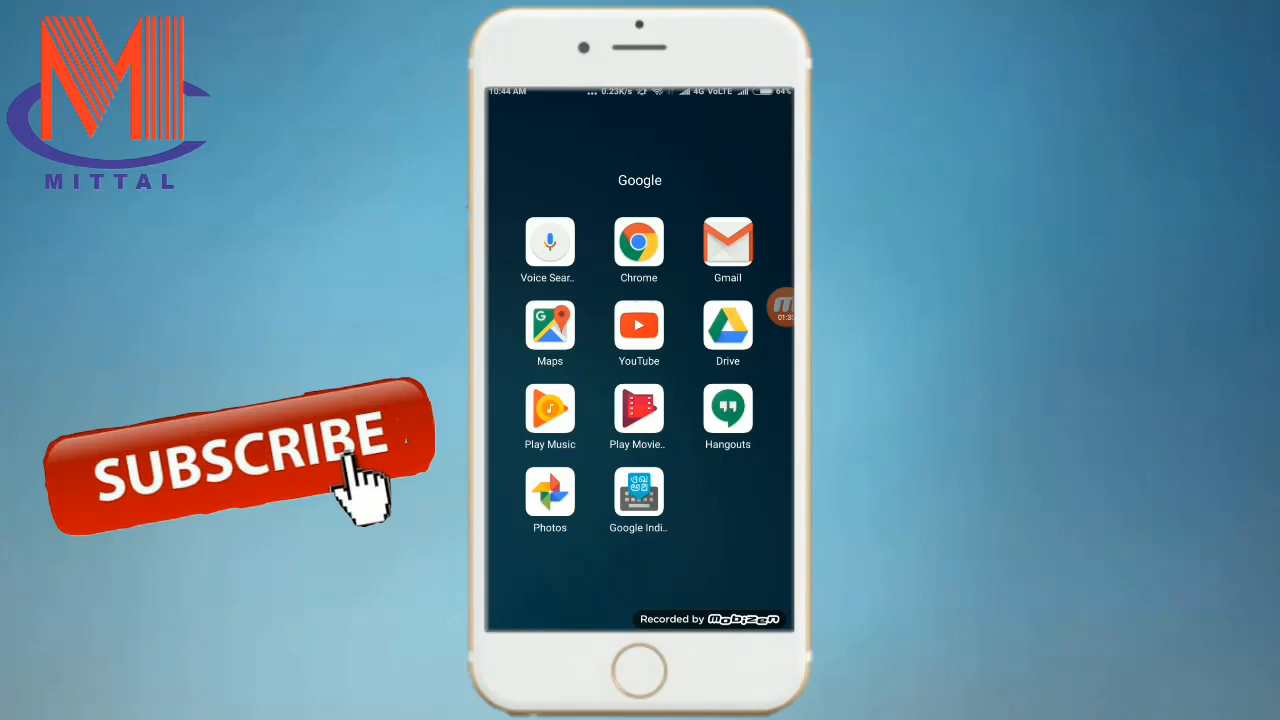 MITTAL
10:44 AM ... 0.23K/s 4G VoLTE 64%
Google
Voice Sear.. Chrome Gmail
Maps YouTube Drive
Play Music Play Movie.. Hangouts
Photos Google Indi..
SUBSCRIBE
Recorded by mobizen